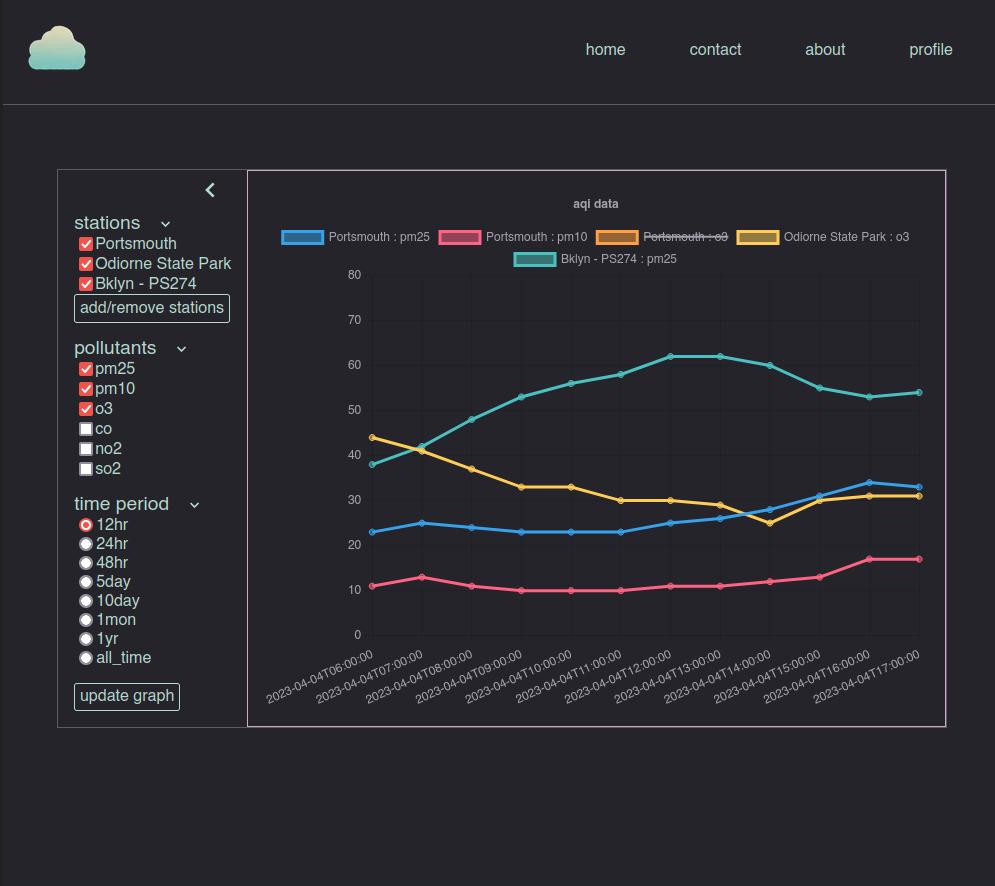 home contact about profile
stations
Portsmouth
Odiorne State Park
Bklyn - PS274
add/remove stations
pollutants
pm25
pm10
o3
co
no2
so2
time period
12hr
24hr
48hr
5day
10day
1mon
1yr
all_time
update graph
aqi data
Portsmouth : pm25 Portsmouth : pm10 Portsmouth : o3 Odiorne State Park : o3
Bklyn - PS274 : pm25
80
70
60
50
40
30
20
10
0
2023-04-04T06:00:00
2023-04-04T07:00:00
2023-04-04T08:00:00
2023-04-04T09:00:00
2023-04-04T10:00:00
2023-04-04T11:00:00
2023-04-04T12:00:00
2023-04-04T13:00:00
2023-04-04T14:00:00
2023-04-04T15:00:00
2023-04-04T16:00:00
2023-04-04T17:00:00